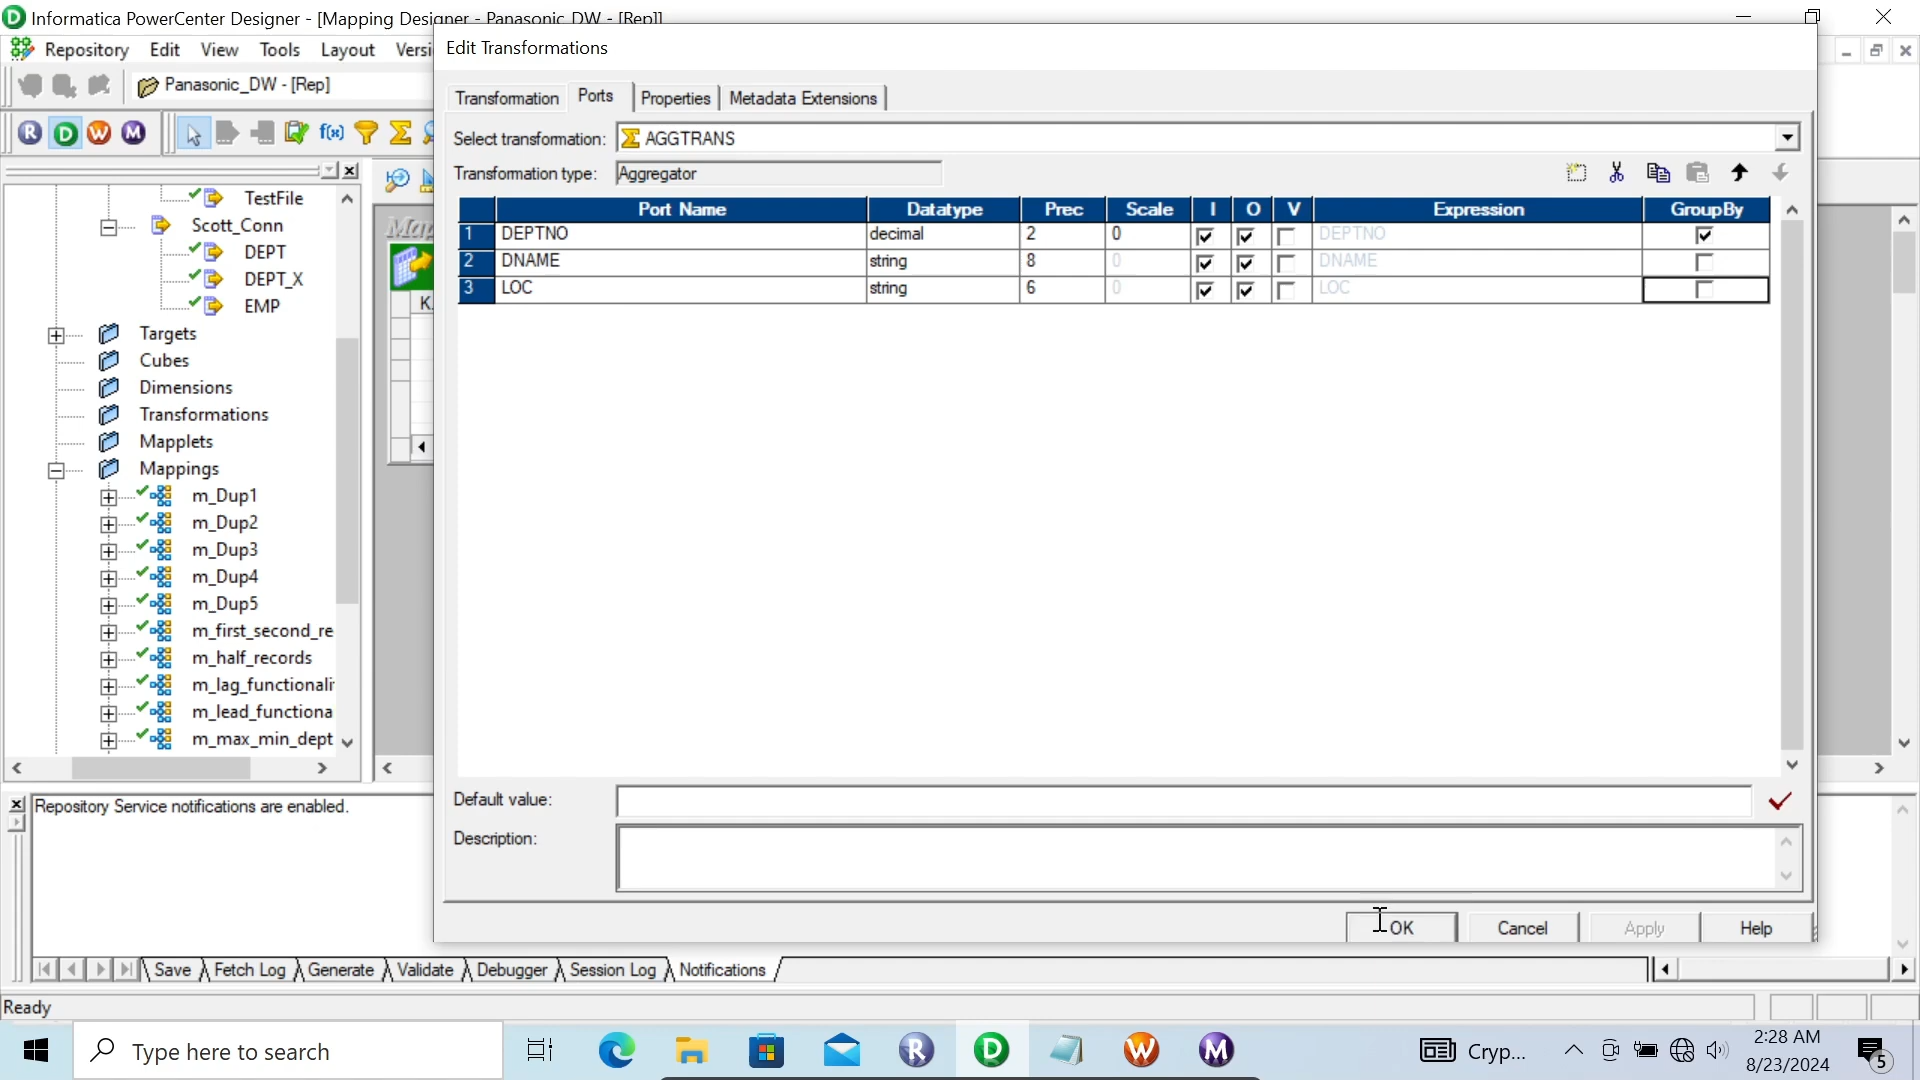 Informatica PowerCenter Designer - [Mapping Designer - Panasonic_DW - [Rep]]
Repository Edit View Tools Layout Versi
Edit Transformations
Panasonic_DW - [Rep]
Transformation Ports Properties Metadata Extensions
R D W M f(x)
Select transformation: AGGTRANS
Transformation type: Aggregator
Port Name Datatype Prec Scale I O V Expression GroupBy
1 DEPTNO decimal 2 0 DEPTNO
2 DNAME string 8 0 DNAME
3 LOC string 6 0 LOC
TestFile
Scott_Conn
DEPT
DEPT_X
EMP
Targets
Cubes
Dimensions
Transformations
Mapplets
Mappings
m_Dup1
m_Dup2
m_Dup3
m_Dup4
m_Dup5
m_first_second_re
m_half_records
m_lag_functionali
m_lead_functiona
m_max_min_dept
Map
K
Default value:
Description:
Repository Service notifications are enabled.
OK Cancel Apply Help
Save Fetch Log Generate Validate Debugger Session Log Notifications
Ready
Type here to search
R D W M
Cryp...
2:28 AM
8/23/2024
5